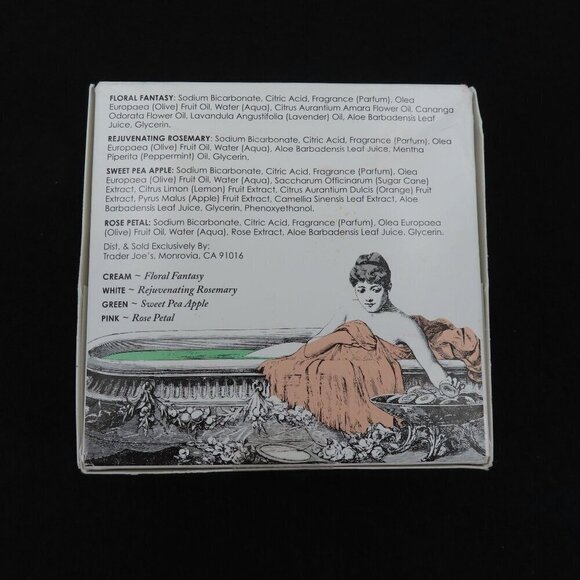 FLORAL FANTASY: Sodium Bicarbonate, Citric Acid, Fragrance (Parfum), Olea
Europaea (Olive) Fruit Oil, Water (Aqua), Citrus Aurantium Amara Flower Oil, Cananga
Odorata Flower Oil, Lavandula Angustifolia (Lavender) Oil, Aloe Barbadensis Leaf
Juice, Glycerin.
REJUVENATING ROSEMARY: Sodium Bicarbonate, Citric Acid, Fragrance (Parfum), Olea
Europaea (Olive) Fruit Oil, Water (Aqua), Aloe Barbadensis Leaf Juice, Mentha
Piperita (Peppermint) Oil, Glycerin.
SWEET PEA APPLE: Sodium Bicarbonate, Citric Acid, Fragrance (Parfum), Olea
Europaea (Olive) Fruit Oil, Water (Aqua), Saccharum Officinarum (Sugar Cane)
Extract, Citrus Limon (Lemon) Fruit Extract, Citrus Aurantium Dulcis (Orange) Fruit
Extract, Pyrus Malus (Apple) Fruit Extract, Camellia Sinensis Leaf Extract, Aloe
Barbadensis Leaf Juice, Glycerin, Phenoxyethanol.
ROSE PETAL: Sodium Bicarbonate, Citric Acid, Fragrance (Parfum), Olea Europaea
(Olive) Fruit Oil, Water (Aqua), Rose Extract, Aloe Barbadensis Leaf Juice, Glycerin.
Dist. & Sold Exclusively By:
Trader Joe's, Monrovia, CA 91016
CREAM ~ Floral Fantasy
WHITE ~ Rejuvenating Rosemary
GREEN ~ Sweet Pea Apple
PINK ~ Rose Petal